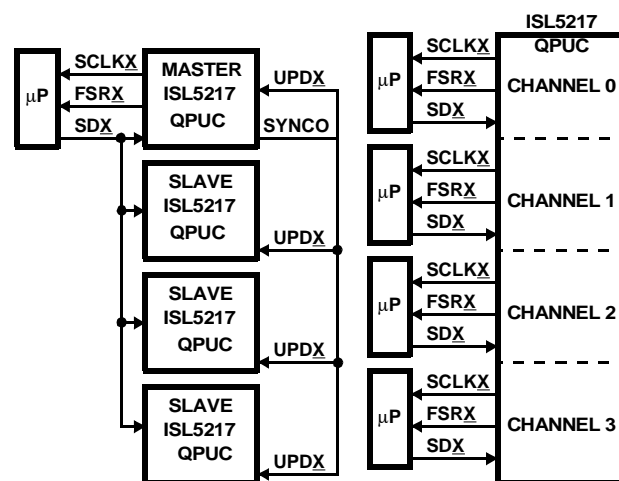 μP
SCLKX
FSRX
SDX
MASTER
ISL5217
QPUC
UPDX
SYNCO
SLAVE
ISL5217
QPUC
UPDX
SLAVE
ISL5217
QPUC
UPDX
SLAVE
ISL5217
QPUC
UPDX
ISL5217
QPUC
μP
SCLKX
FSRX
SDX
CHANNEL 0
μP
SCLKX
FSRX
SDX
CHANNEL 1
μP
SCLKX
FSRX
SDX
CHANNEL 2
μP
SCLKX
FSRX
SDX
CHANNEL 3